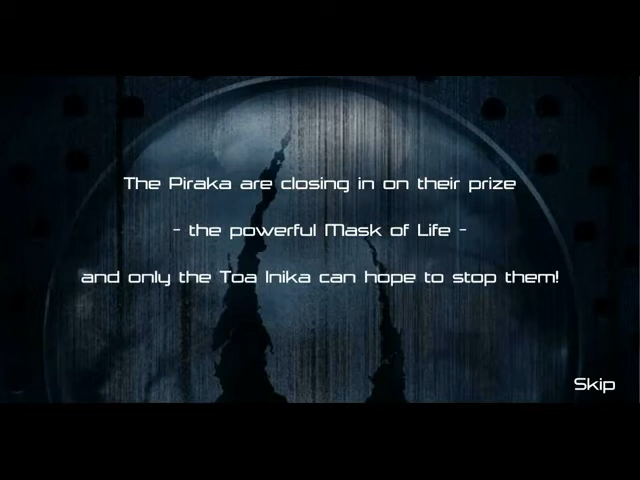 The Piraka are closing in on their prize
- the powerful Mask of Life -
and only the Toa Inika can hope to stop them!
Skip